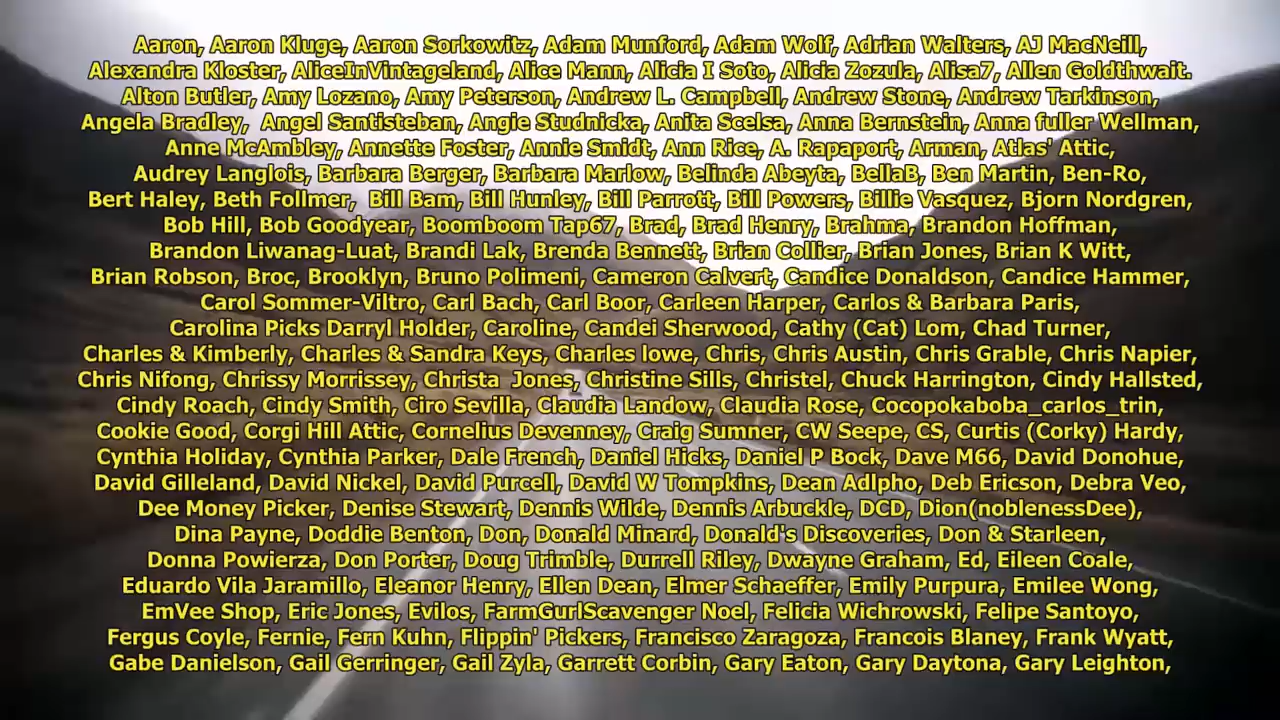 Aaron, Aaron Kluge, Aaron Sorkowitz, Adam Munford, Adam Wolf, Adrian Walters, AJ MacNeill,
Alexandra Kloster, AliceInVintageland, Alice Mann, Alicia I Soto, Alicia Zozula, Alisa7, Allen Goldthwait.
Alton Butler, Amy Lozano, Amy Peterson, Andrew L. Campbell, Andrew Stone, Andrew Tarkinson,
Angela Bradley,  Angel Santisteban, Angie Studnicka, Anita Scelsa, Anna Bernstein, Anna fuller Wellman,
Anne McAmbley, Annette Foster, Annie Smidt, Ann Rice, A. Rapaport, Arman, Atlas' Attic,
Audrey Langlois, Barbara Berger, Barbara Marlow, Belinda Abeyta, BellaB, Ben Martin, Ben-Ro,
Bert Haley, Beth Follmer,  Bill Bam, Bill Hunley, Bill Parrott, Bill Powers, Billie Vasquez, Bjorn Nordgren,
Bob Hill, Bob Goodyear, Boomboom Tap67, Brad, Brad Henry, Brahma, Brandon Hoffman,
Brandon Liwanag-Luat, Brandi Lak, Brenda Bennett, Brian Collier, Brian Jones, Brian K Witt,
Brian Robson, Broc, Brooklyn, Bruno Polimeni, Cameron Calvert, Candice Donaldson, Candice Hammer,
Carol Sommer-Viltro, Carl Bach, Carl Boor, Carleen Harper, Carlos & Barbara Paris,
Carolina Picks Darryl Holder, Caroline, Candei Sherwood, Cathy (Cat) Lom, Chad Turner,
Charles & Kimberly, Charles & Sandra Keys, Charles lowe, Chris, Chris Austin, Chris Grable, Chris Napier,
Chris Nifong, Chrissy Morrissey, Christa  Jones, Christine Sills, Christel, Chuck Harrington, Cindy Hallsted,
Cindy Roach, Cindy Smith, Ciro Sevilla, Claudia Landow, Claudia Rose, Cocopokaboba_carlos_trin,
Cookie Good, Corgi Hill Attic, Cornelius Devenney, Craig Sumner, CW Seepe, CS, Curtis (Corky) Hardy,
Cynthia Holiday, Cynthia Parker, Dale French, Daniel Hicks, Daniel P Bock, Dave M66, David Donohue,
David Gilleland, David Nickel, David Purcell, David W Tompkins, Dean Adlpho, Deb Ericson, Debra Veo,
Dee Money Picker, Denise Stewart, Dennis Wilde, Dennis Arbuckle, DCD, Dion(noblenessDee),
Dina Payne, Doddie Benton, Don, Donald Minard, Donald's Discoveries, Don & Starleen,
Donna Powierza, Don Porter, Doug Trimble, Durrell Riley, Dwayne Graham, Ed, Eileen Coale,
Eduardo Vila Jaramillo, Eleanor Henry, Ellen Dean, Elmer Schaeffer, Emily Purpura, Emilee Wong,
EmVee Shop, Eric Jones, Evilos, FarmGurlScavenger Noel, Felicia Wichrowski, Felipe Santoyo,
Fergus Coyle, Fernie, Fern Kuhn, Flippin' Pickers, Francisco Zaragoza, Francois Blaney, Frank Wyatt,
Gabe Danielson, Gail Gerringer, Gail Zyla, Garrett Corbin, Gary Eaton, Gary Daytona, Gary Leighton,